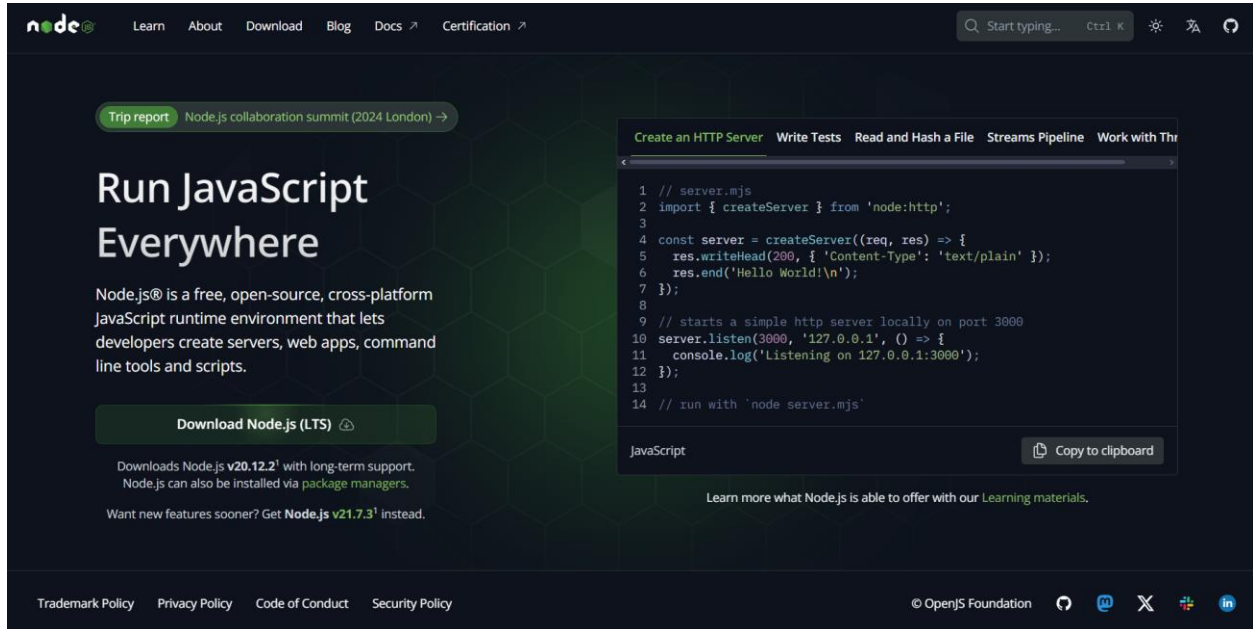 node
JS
Learn About Download Blog Docs ↗ Certification ↗
Start typing... Ctrl K
Trip report Node.js collaboration summit (2024 London) →
Run JavaScript
Everywhere
Node.js® is a free, open-source, cross-platform
JavaScript runtime environment that lets
developers create servers, web apps, command
line tools and scripts.
Download Node.js (LTS)
Downloads Node.js v20.12.2¹ with long-term support.
Node.js can also be installed via package managers.
Want new features sooner? Get Node.js v21.7.3¹ instead.
Create an HTTP Server Write Tests Read and Hash a File Streams Pipeline Work with Thr
1 // server.mjs
2 import { createServer } from 'node:http';
3
4 const server = createServer((req, res) => {
5   res.writeHead(200, { 'Content-Type': 'text/plain' });
6   res.end('Hello World!\n');
7 });
8
9 // starts a simple http server locally on port 3000
10 server.listen(3000, '127.0.0.1', () => {
11   console.log('Listening on 127.0.0.1:3000');
12 });
13
14 // run with `node server.mjs`
JavaScript Copy to clipboard
Learn more what Node.js is able to offer with our Learning materials.
Trademark Policy Privacy Policy Code of Conduct Security Policy © OpenJS Foundation